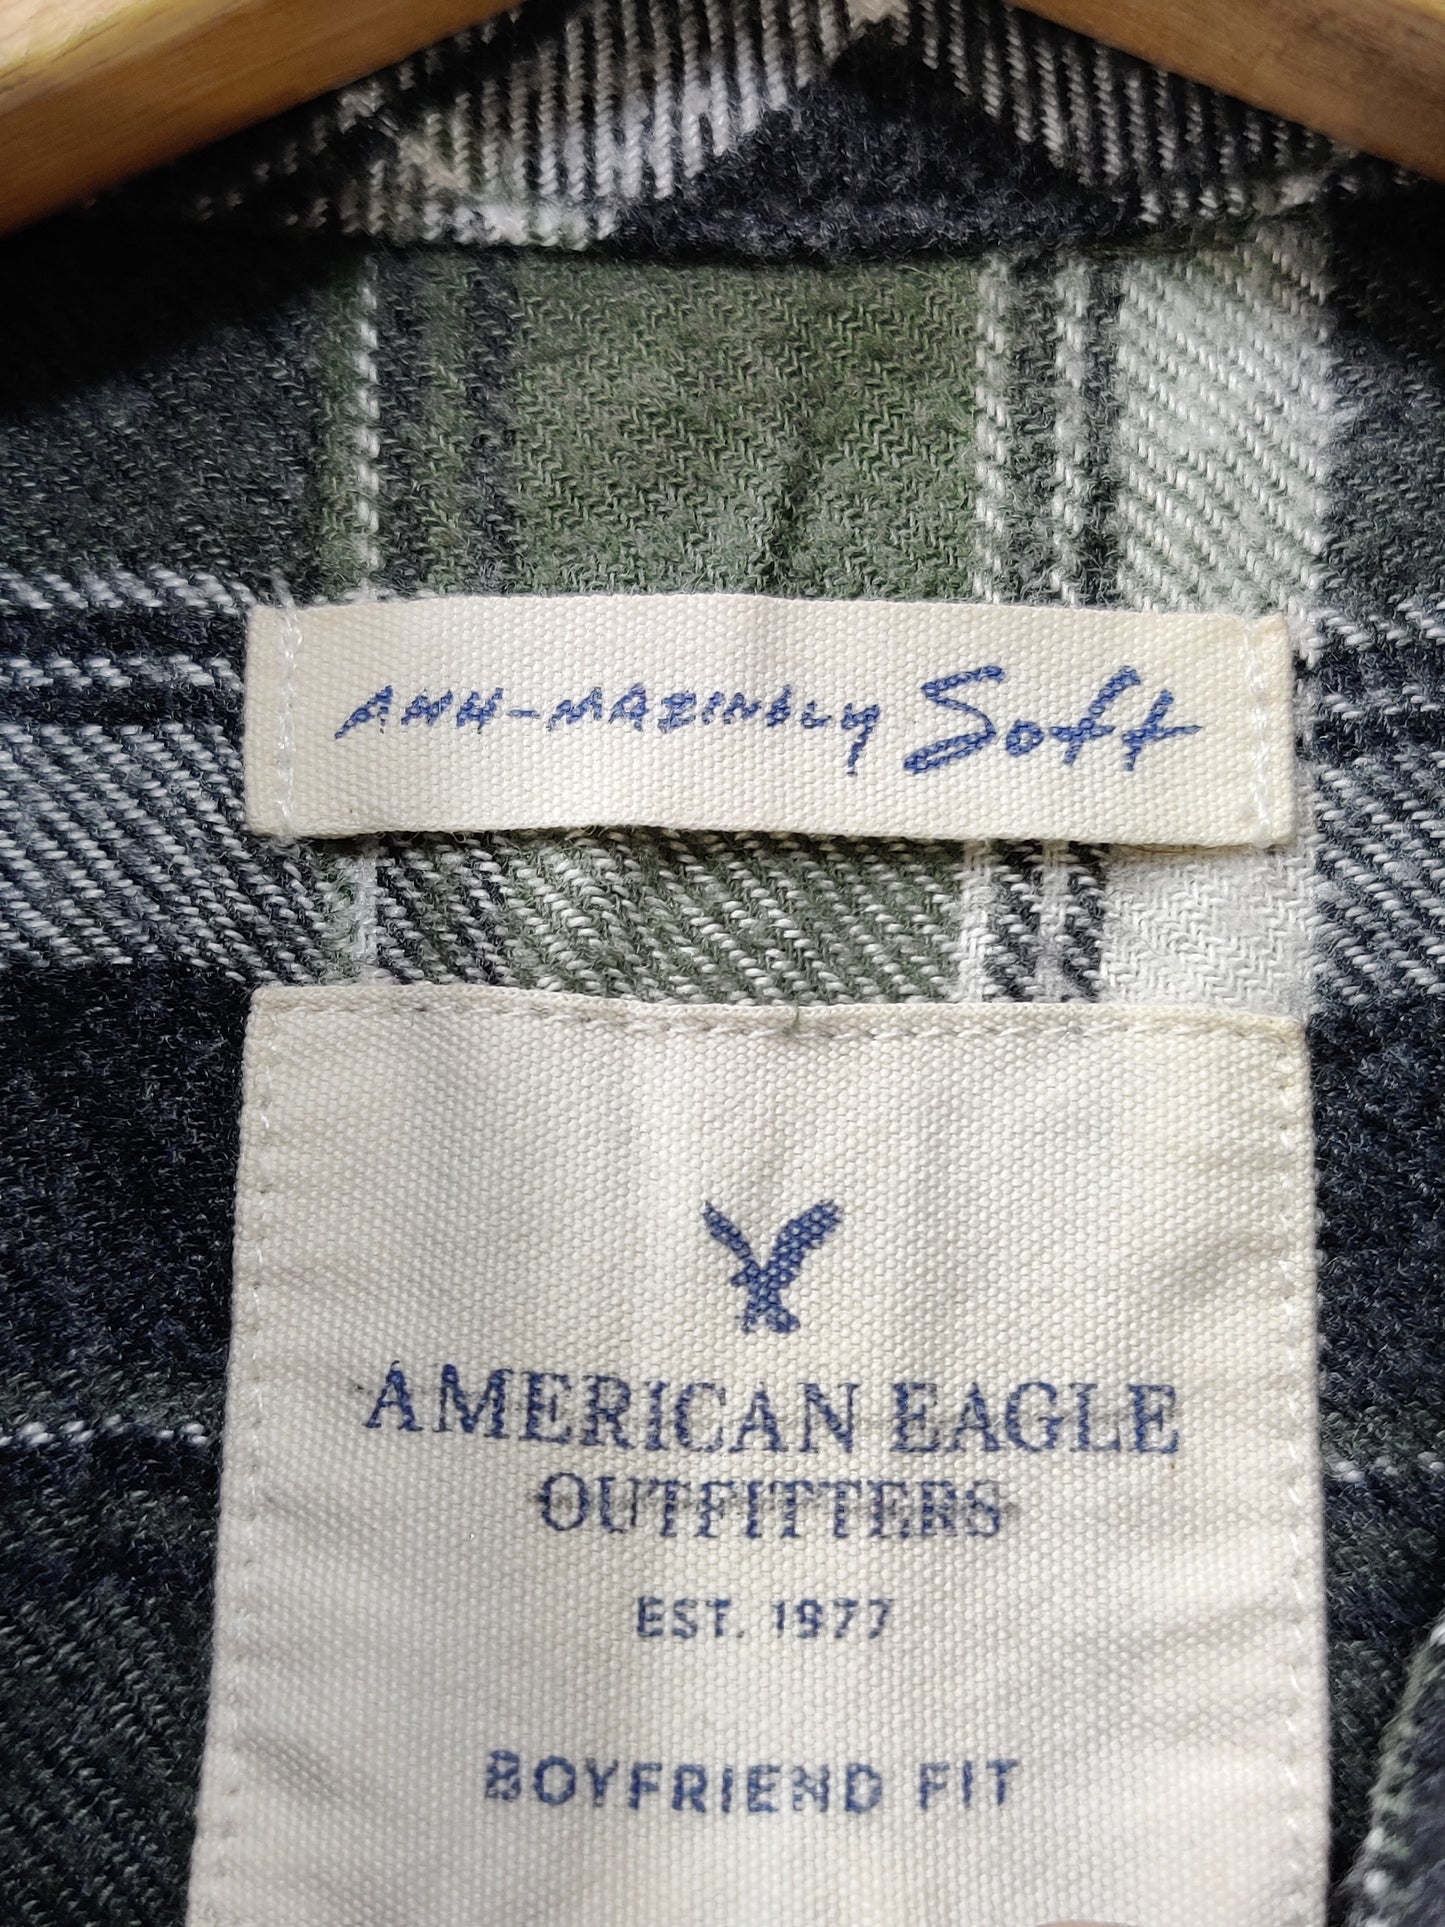 AHH-MAZINGLY Soft
AMERICAN EAGLE
OUTFITTERS
EST. 1977
BOYFRIEND FIT